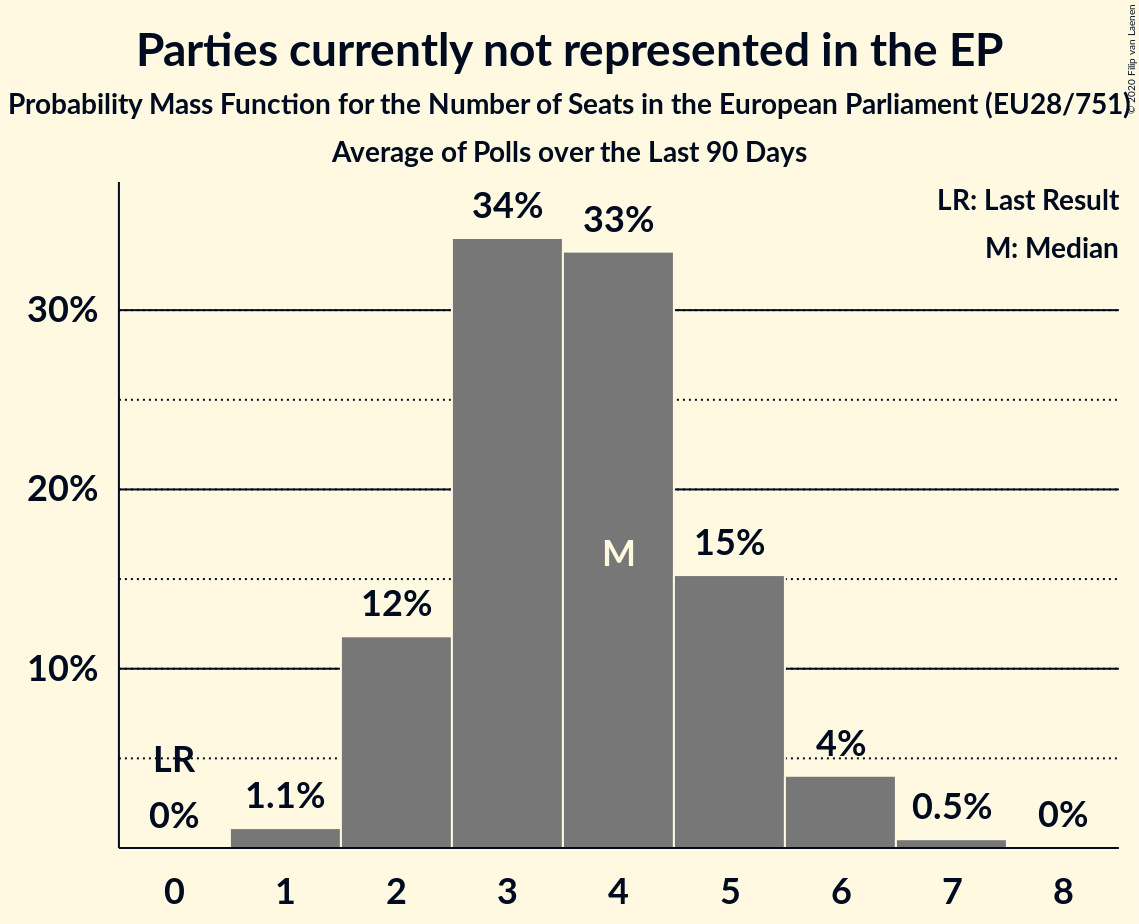 Parties currently not represented in the EP
Probability Mass Function for the Number of Seats in the European Parliament (EU28/751)
Average of Polls over the Last 90 Days
© 2020 Filip van Laenen
LR: Last Result
M: Median
34%
33%
30%
20%
15%
M
12%
10%
4%
LR
1.1%
0.5%
0%
0%
0 1 2 3 4 5 6 7 8